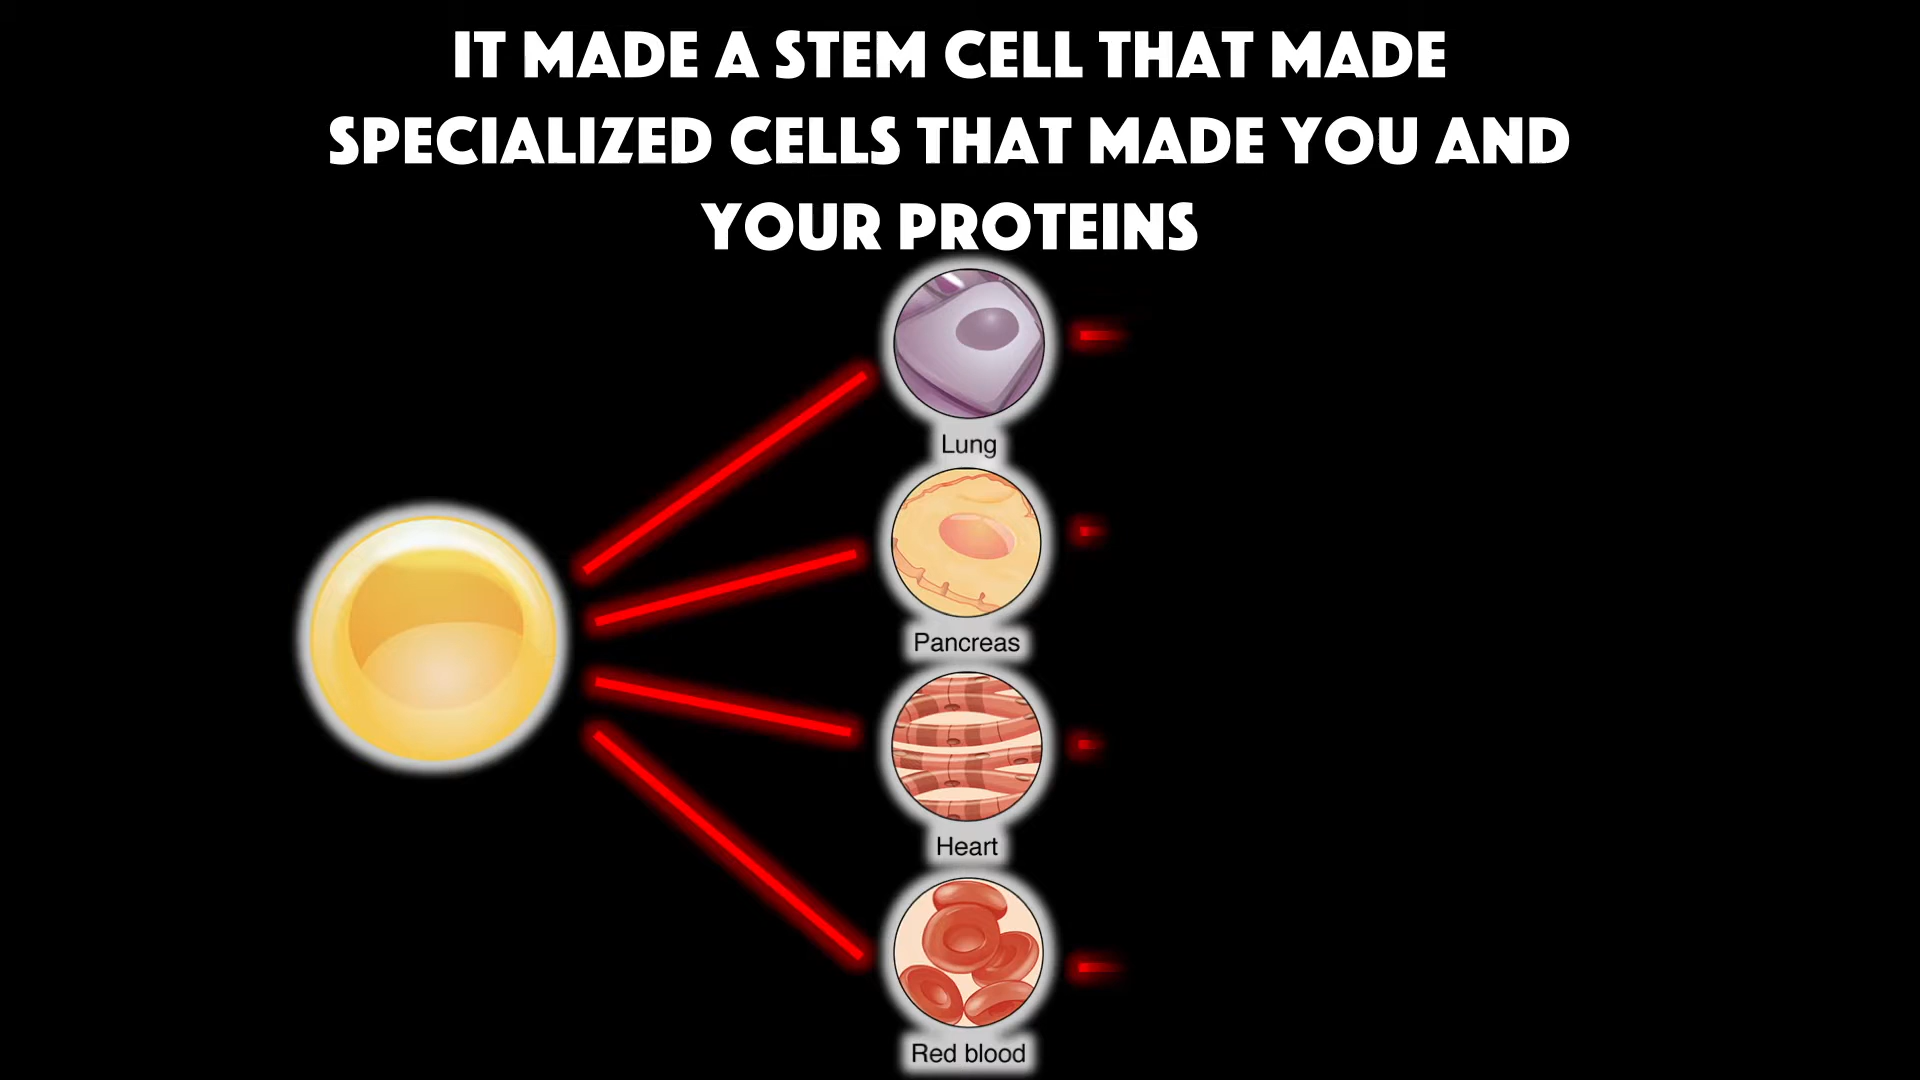 IT MADE A STEM CELL THAT MADE
SPECIALIZED CELLS THAT MADE YOU AND
YOUR PROTEINS
Lung
Pancreas
Heart
Red blood